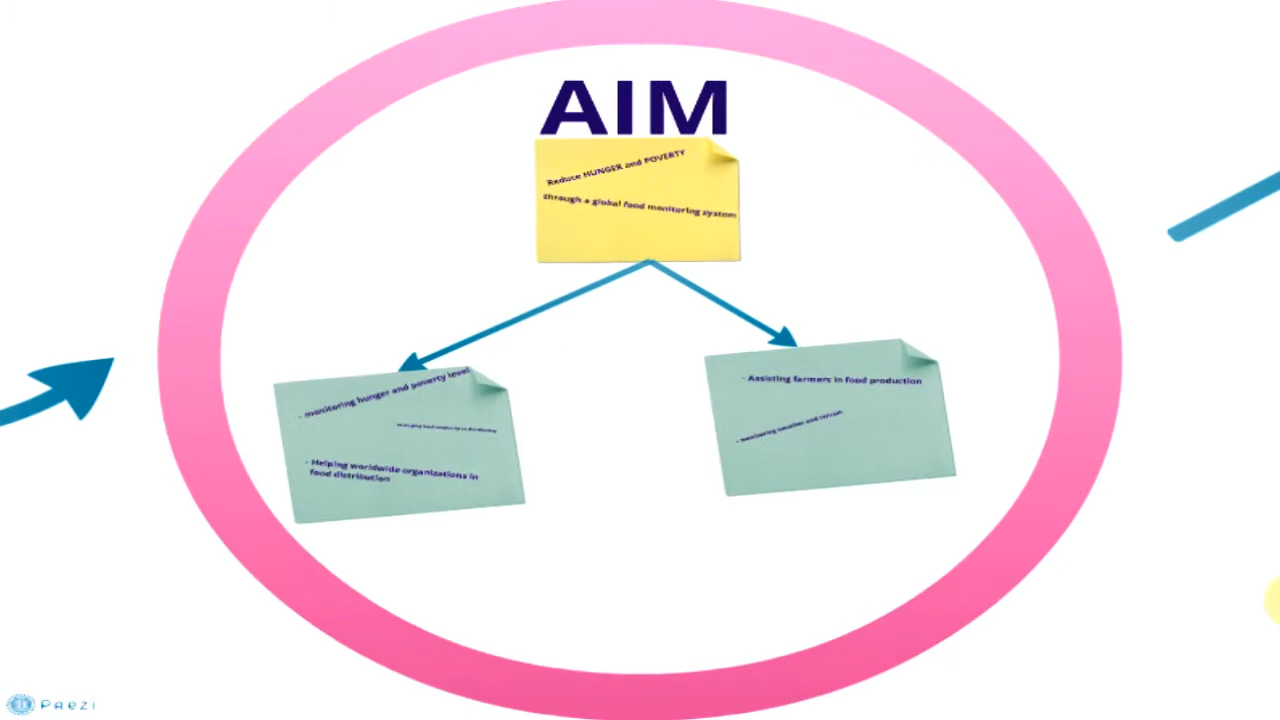 AIM
Reduce HUNGER and POVERTY
through a global food monitoring system
- monitoring hunger and poverty level
- Helping worldwide organizations in
food distribution
- Assisting farmers in food production
- monitoring weather and
Prezi